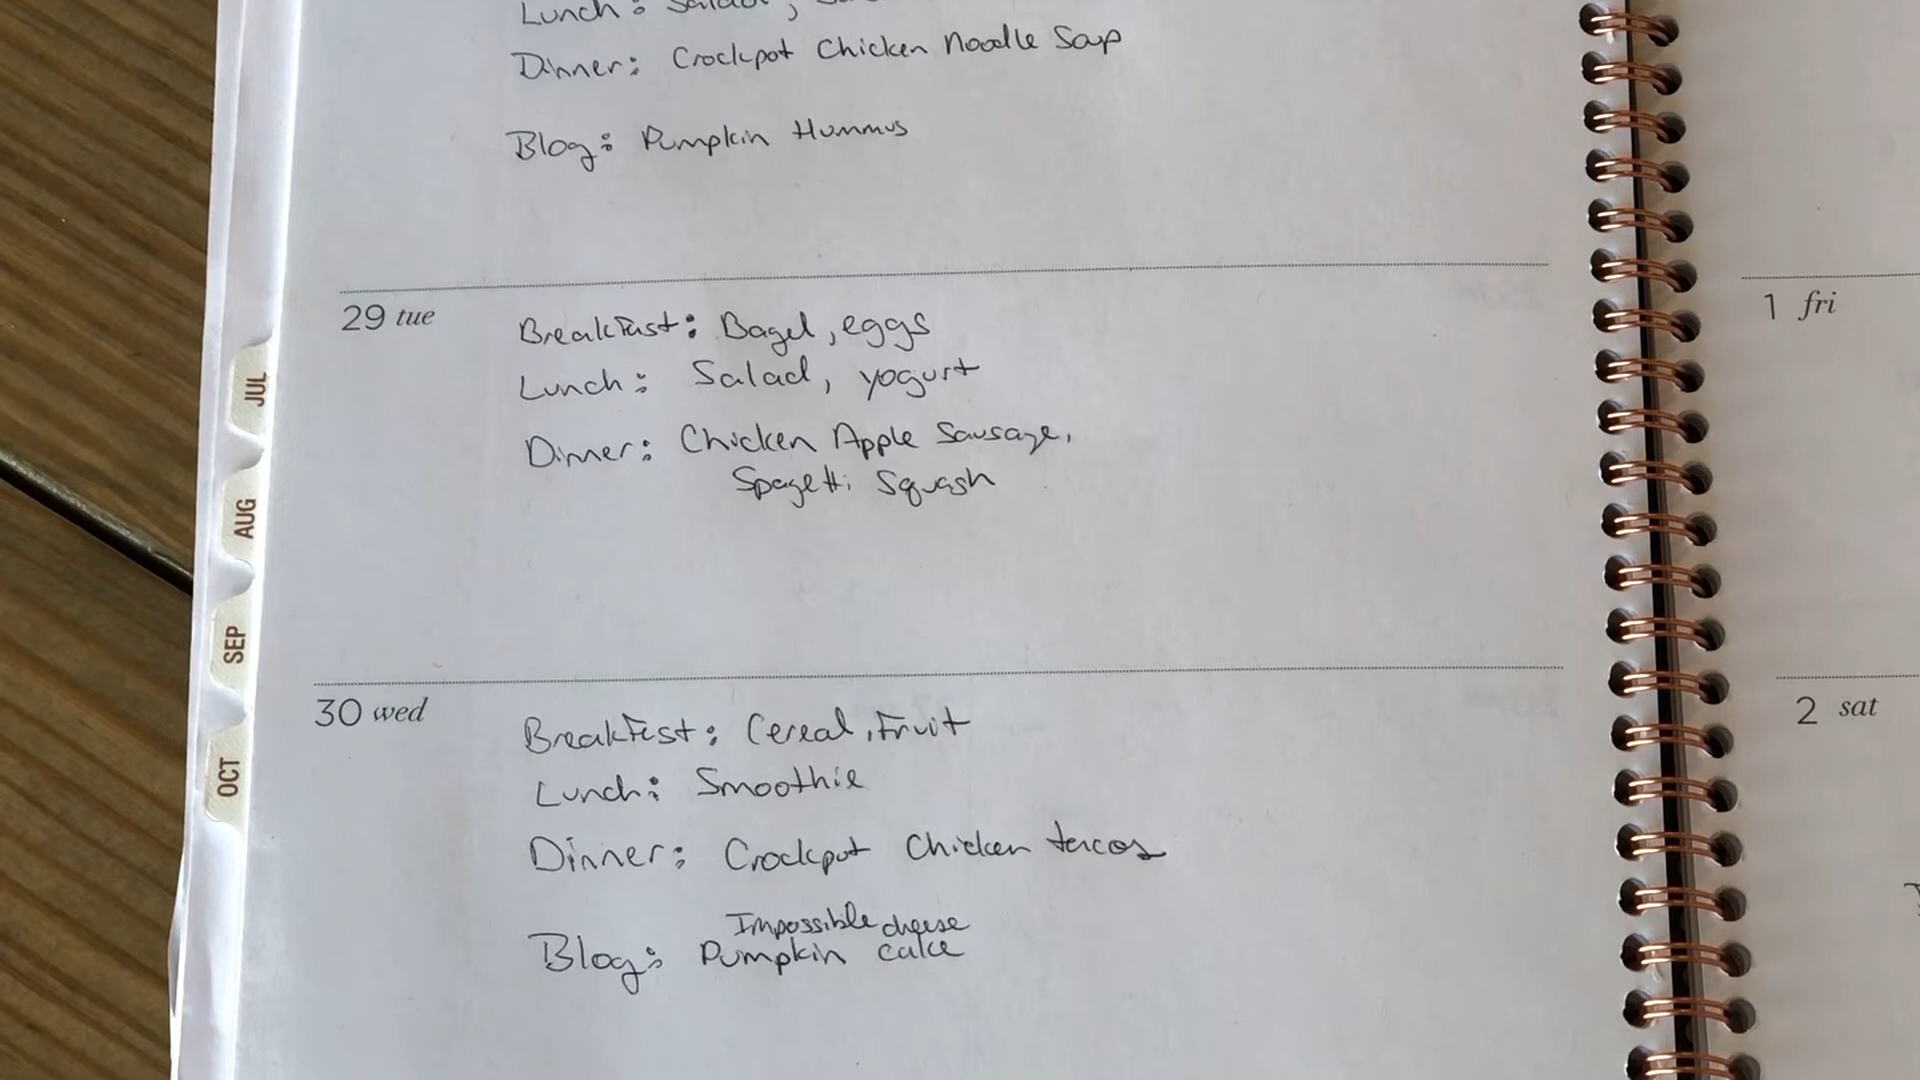 Lunch: Salad,
Dinner: Crockpot Chicken Noodle Soup
Blog: Pumpkin Hummus
29 tue
Breakfast: Bagel, eggs
Lunch: Salad, yogurt
Dinner: Chicken Apple Sausage,
Spagetti Squash
30 wed
Breakfast: Cereal, Fruit
Lunch: Smoothie
Dinner: Crockpot Chicken tacos
Impossible cheese
Blog: Pumpkin cake
JUL
AUG
SEP
OCT
1 fri
2 sat